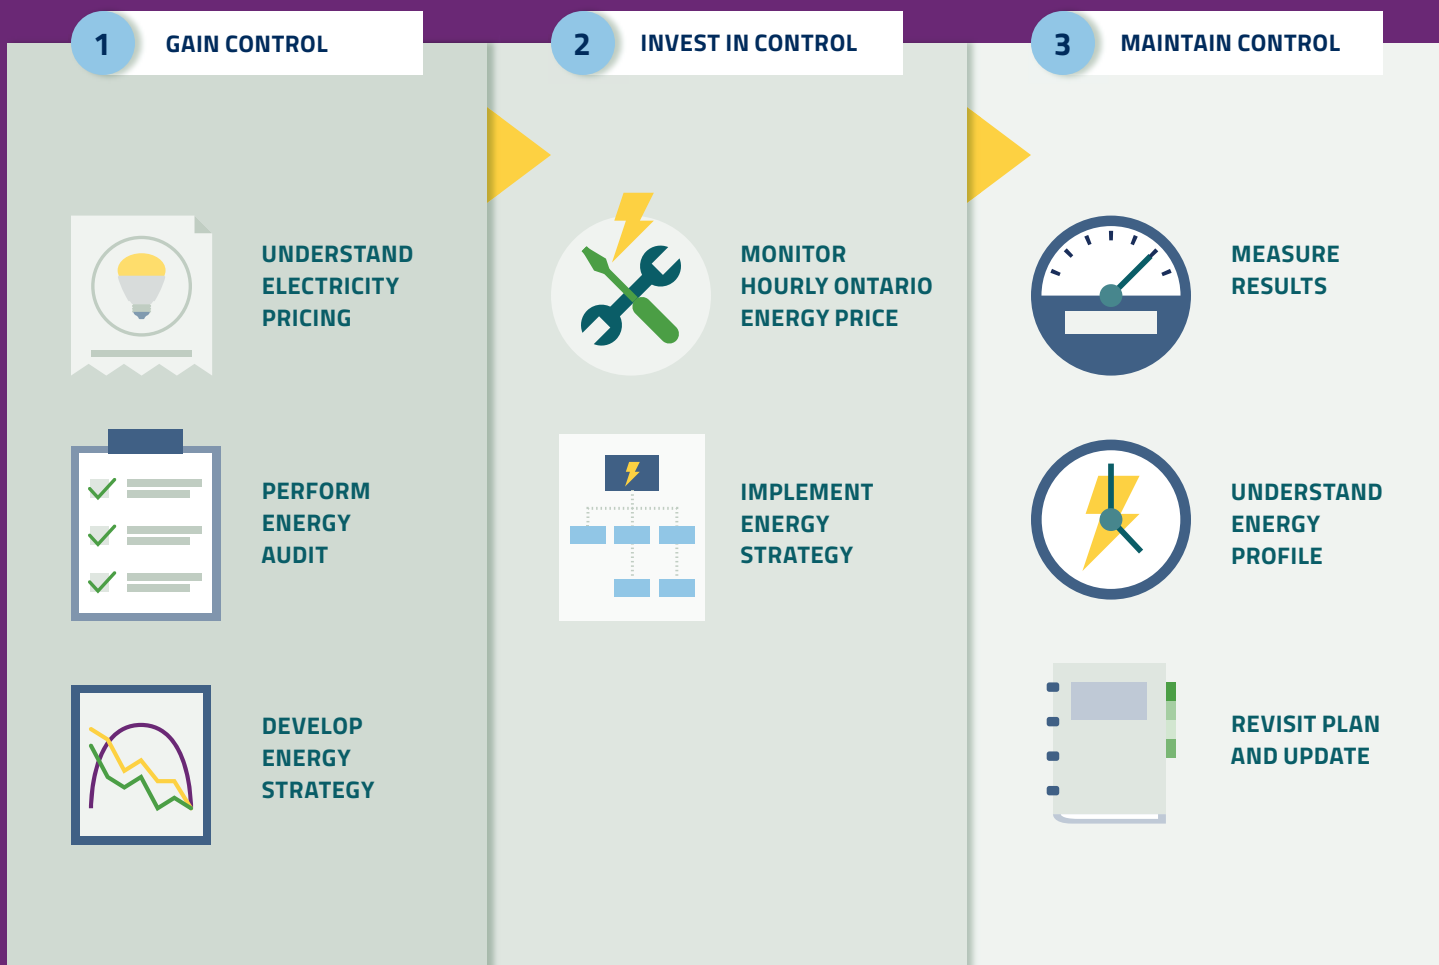 1
GAIN CONTROL
UNDERSTAND
ELECTRICITY
PRICING
PERFORM
ENERGY
AUDIT
DEVELOP
ENERGY
STRATEGY
2
INVEST IN CONTROL
MONITOR
HOURLY ONTARIO
ENERGY PRICE
IMPLEMENT
ENERGY
STRATEGY
3
MAINTAIN CONTROL
MEASURE
RESULTS
UNDERSTAND
ENERGY
PROFILE
REVISIT PLAN
AND UPDATE